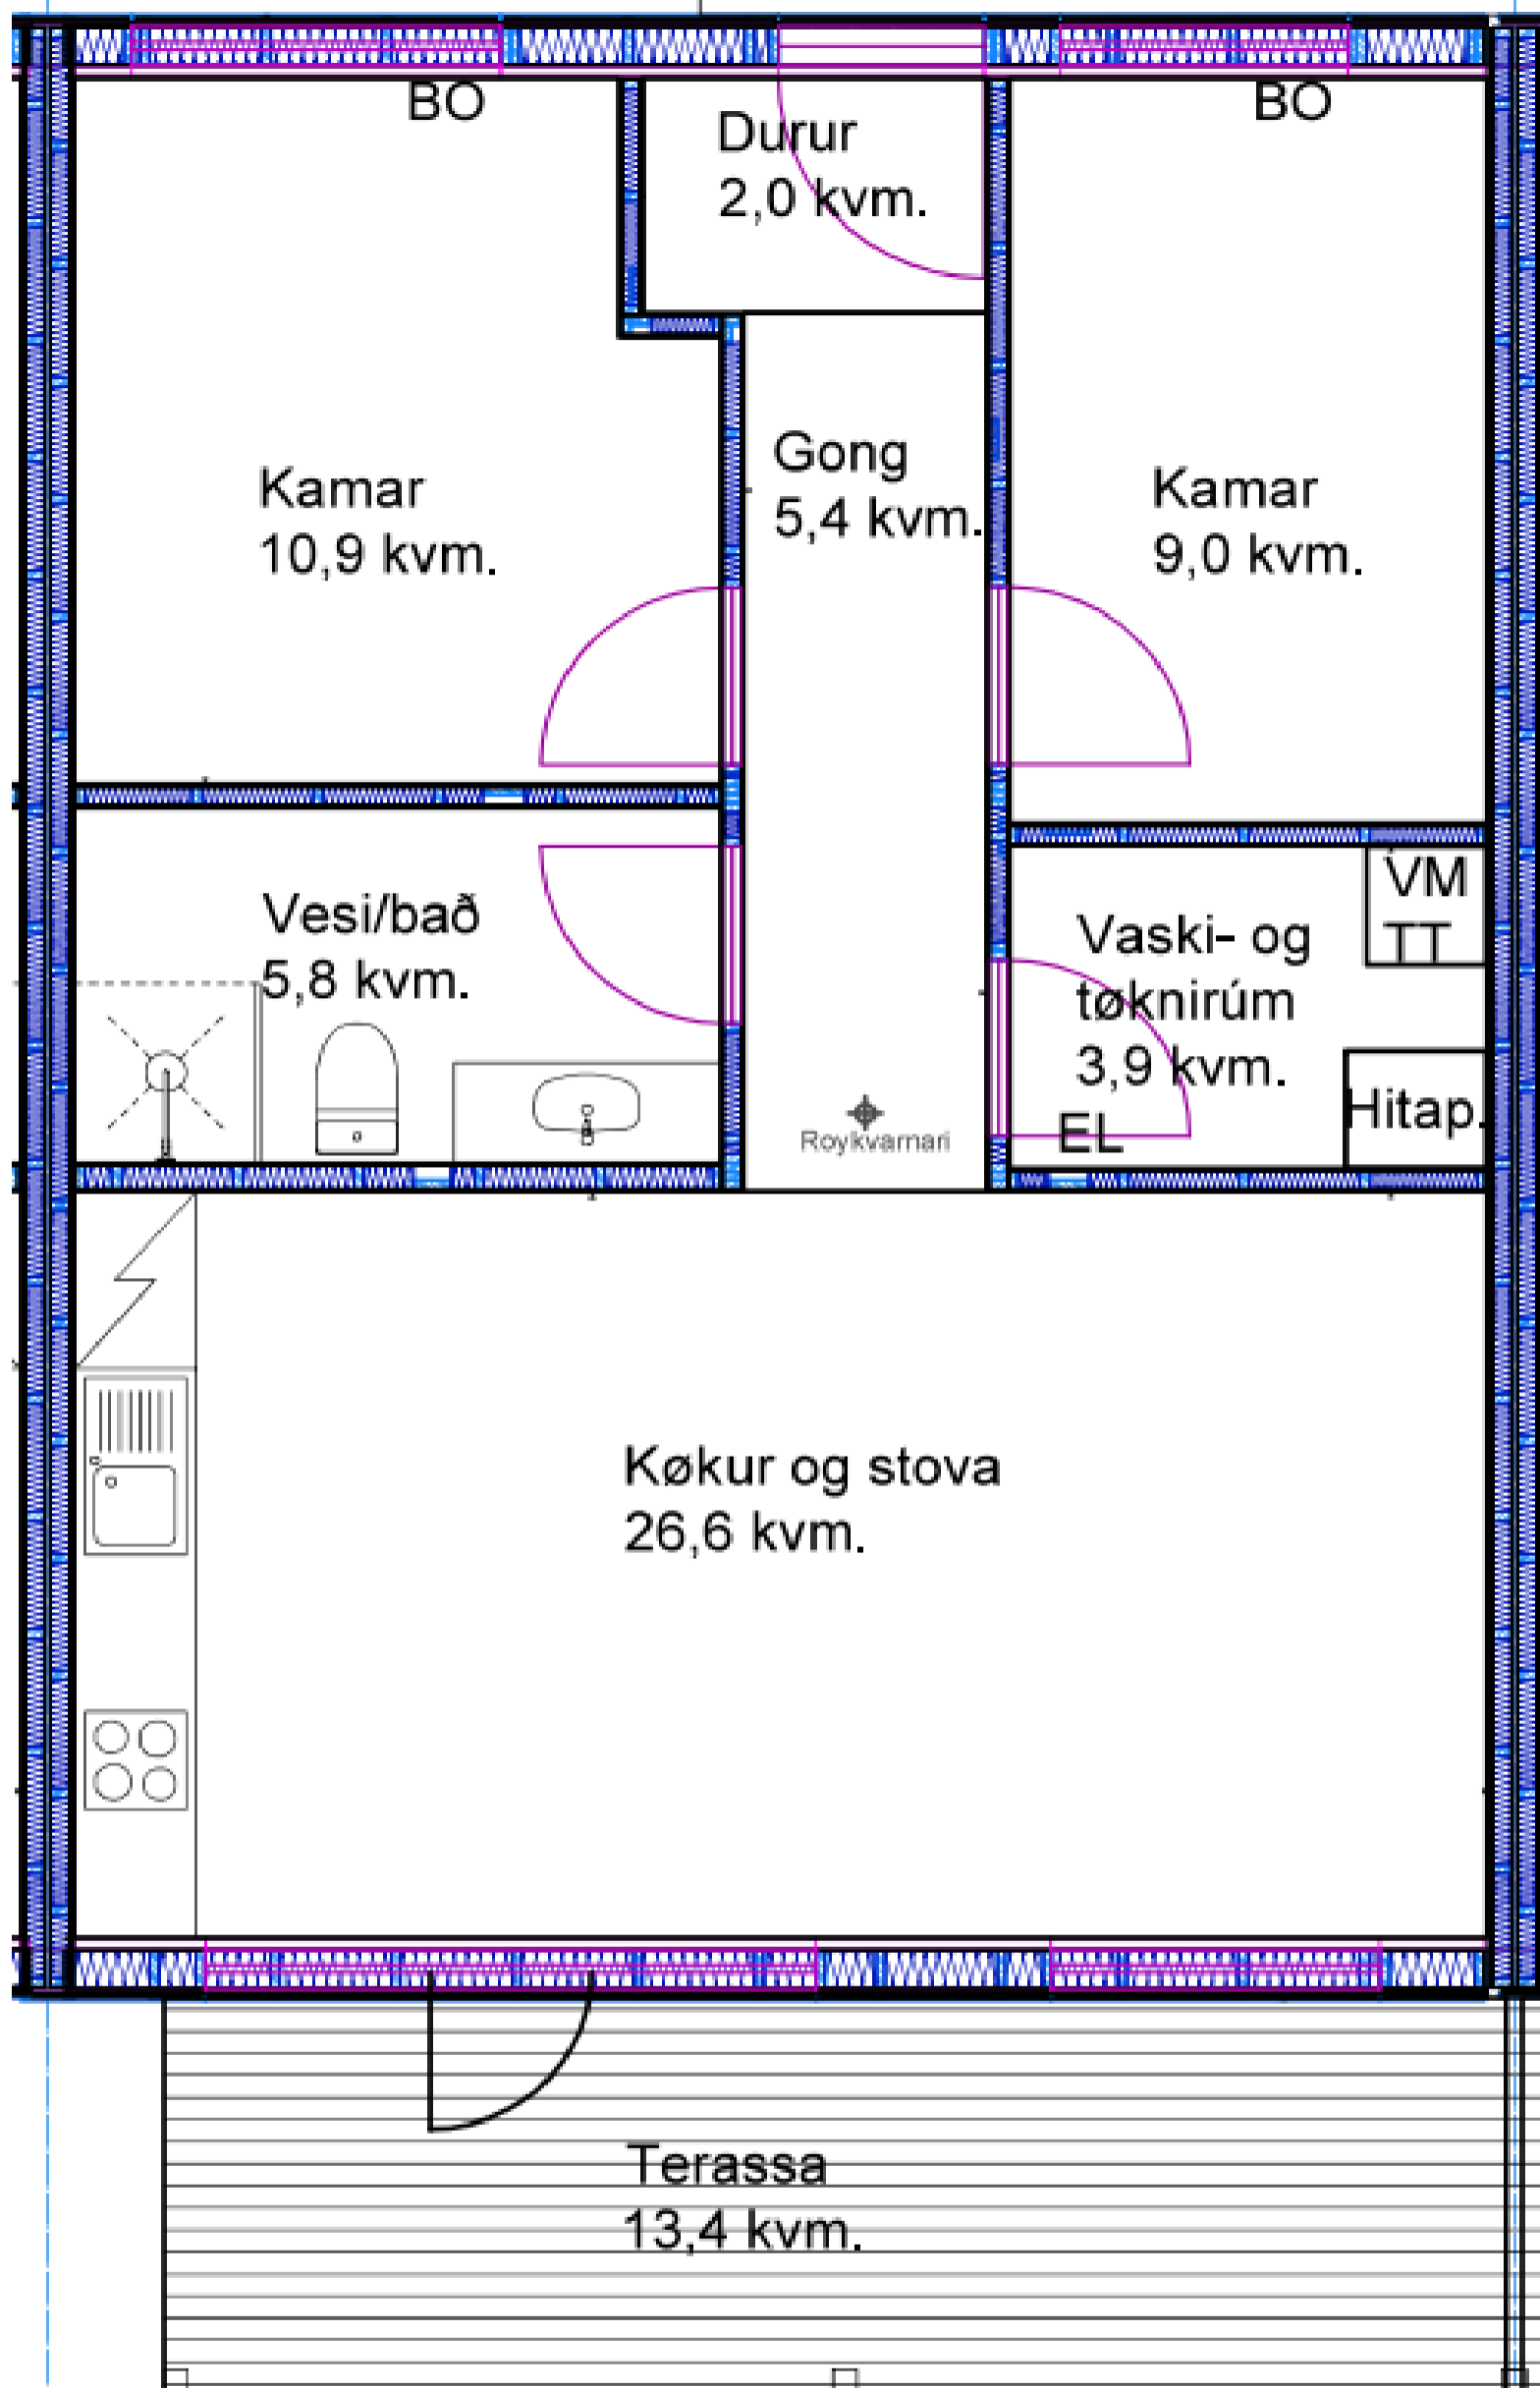 BO
BO
Durur
2,0 kvm.
Gong
5,4 kvm.
Kamar
10,9 kvm.
Kamar
9,0 kvm.
Vesi/bað
5,8 kvm.
VM
TT
Vaski- og
tøknirúm
3,9 kvm.
Hitap.
EL
Roykvarnari
Køkur og stova
26,6 kvm.
Terassa
13,4 kvm.